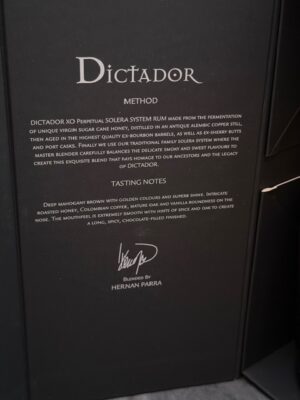 DICTADOR
METHOD
DICTADOR XO PERPETUAL SOLERA SYSTEM RUM MADE FROM THE FERMENTATION
OF UNIQUE VIRGIN SUGAR CANE HONEY, DISTILLED IN AN ANTIQUE ALEMBIC COPPER STILL,
THEN AGED IN THE HIGHEST QUALITY EX-BOURBON BARRELS, AS WELL AS EX-SHERRY BUTTS
AND PORT CASKS. FINALLY WE USE OUR TRADITIONAL FAMILY SOLERA SYSTEM WHERE THE
MASTER BLENDER CAREFULLY BALANCES THE DELICATE SMOKY AND SWEET FLAVOURS TO
CREATE THIS EXQUISITE BLEND THAT PAYS HOMAGE TO OUR ANCESTORS AND THE LEGACY
OF DICTADOR.
TASTING NOTES
DEEP MAHOGANY BROWN WITH GOLDEN COLOURS AND SUPERB SHINE. INTRICATE
ROASTED HONEY, COLOMBIAN COFFEE, MATURE OAK AND VANILLA ROUNDNESS ON THE
NOSE. THE MOUTHFEEL IS EXTREMELY SMOOTH WITH HINTS OF SPICE AND OAK TO CREATE
A LONG, SPICY, CHOCOLATE-FILLED FINISHED.
BLENDED BY
HERNAN PARRA